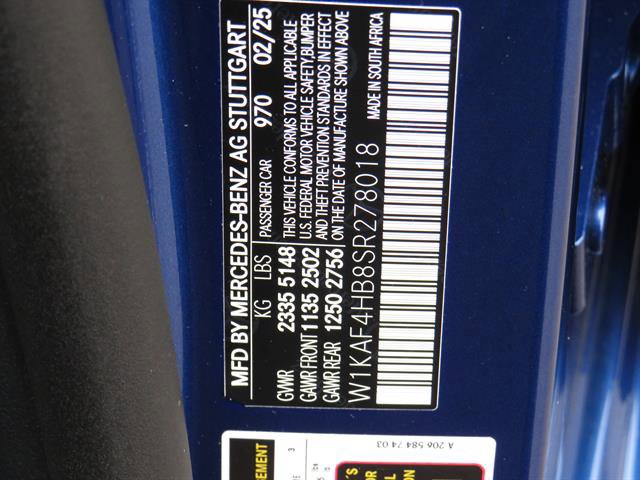 MFD BY MERCEDES-BENZ AG STUTTGART
KG LBS PASSENGER CAR 970 02/25
GVWR 2335 5148 THIS VEHICLE CONFORMS TO ALL APPLICABLE
GAWR FRONT 1135 2502 U.S. FEDERAL MOTOR VEHICLE SAFETY,BUMPER
AND THEFT PREVENTION STANDARDS IN EFFECT
GAWR REAR 1250 2756 ON THE DATE OF MANUFACTURE SHOWN ABOVE
W1KAF4HB8SR278018 MADE IN SOUTH AFRICA
A 206 584 74 03
3